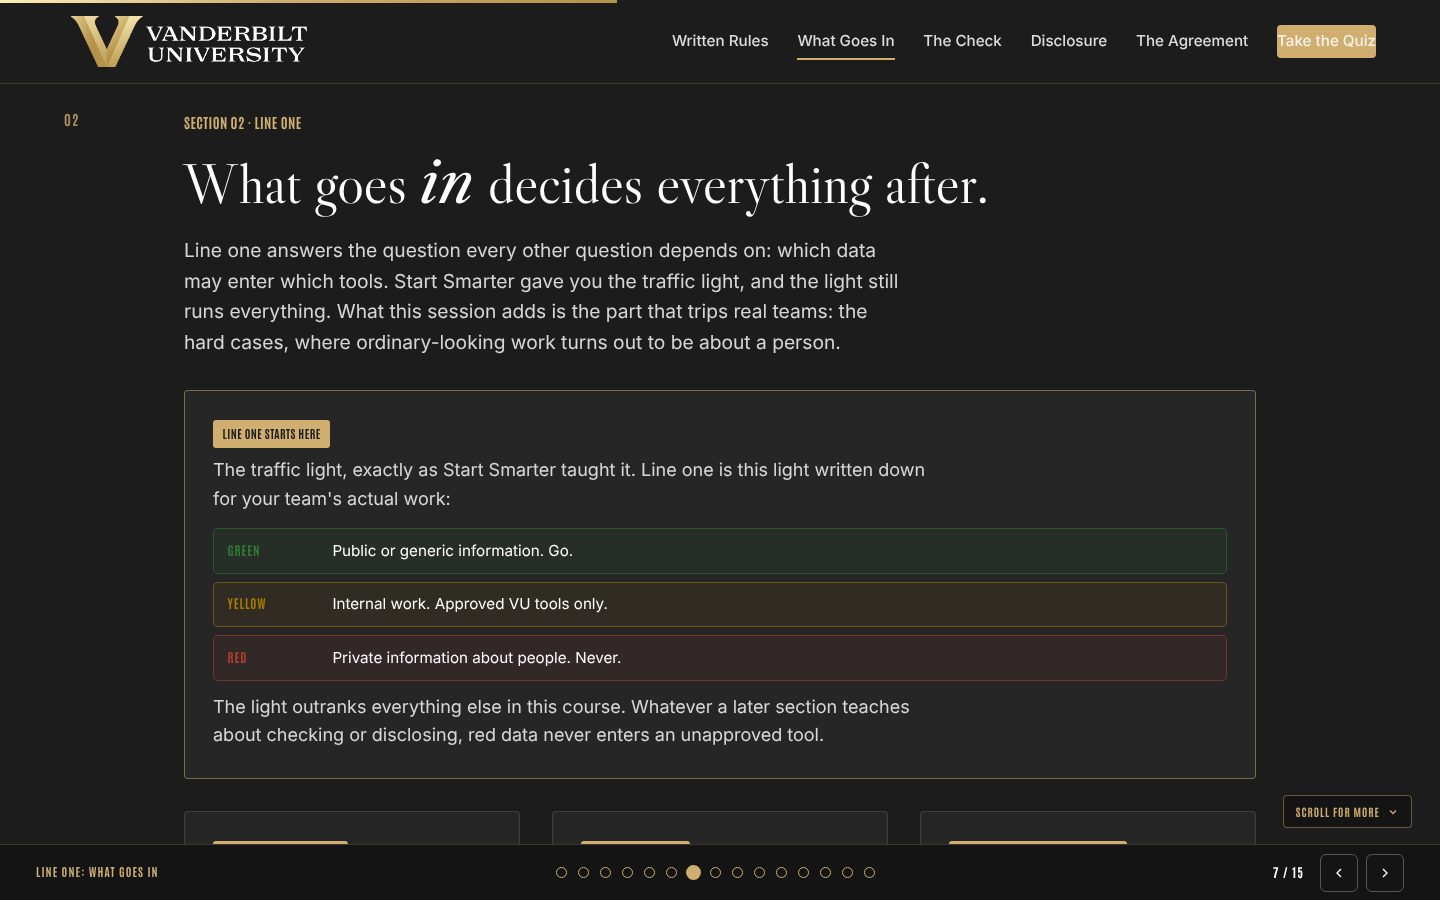 VANDERBILT
UNIVERSITY
Written Rules
What Goes In
The Check
Disclosure
The Agreement
Take the Quiz
02
SECTION 02 · LINE ONE
What goes in decides everything after.
Line one answers the question every other question depends on: which data
may enter which tools. Start Smarter gave you the traffic light, and the light still
runs everything. What this session adds is the part that trips real teams: the
hard cases, where ordinary-looking work turns out to be about a person.
LINE ONE STARTS HERE
The traffic light, exactly as Start Smarter taught it. Line one is this light written down
for your team's actual work:
GREEN Public or generic information. Go.
YELLOW Internal work. Approved VU tools only.
RED Private information about people. Never.
The light outranks everything else in this course. Whatever a later section teaches
about checking or disclosing, red data never enters an unapproved tool.
SCROLL FOR MORE
LINE ONE: WHAT GOES IN
7 / 15